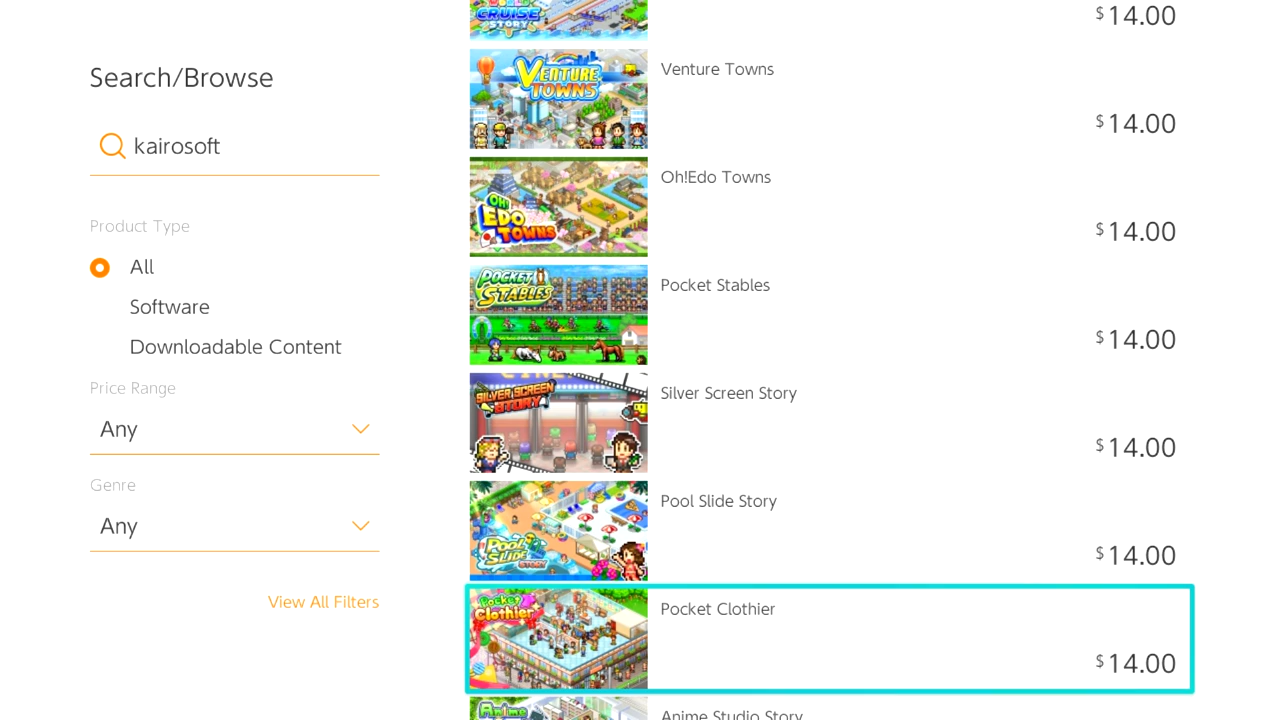 Search/Browse
kairosoft
Product Type
All
Software
Downloadable Content
Price Range
Any
Genre
Any
View All Filters
CRUISE
STORY
$14.00
VENTURE
TOWNS
Venture Towns
$14.00
OH!
EDO
TOWNS
Oh!Edo Towns
$14.00
POCKET
STABLES
Pocket Stables
$14.00
SILVER SCREEN
STORY
Silver Screen Story
$14.00
POOL
SLIDE
STORY
Pool Slide Story
$14.00
Pocket
Clothier
Pocket Clothier
$14.00
Anime
Anime Studio Story